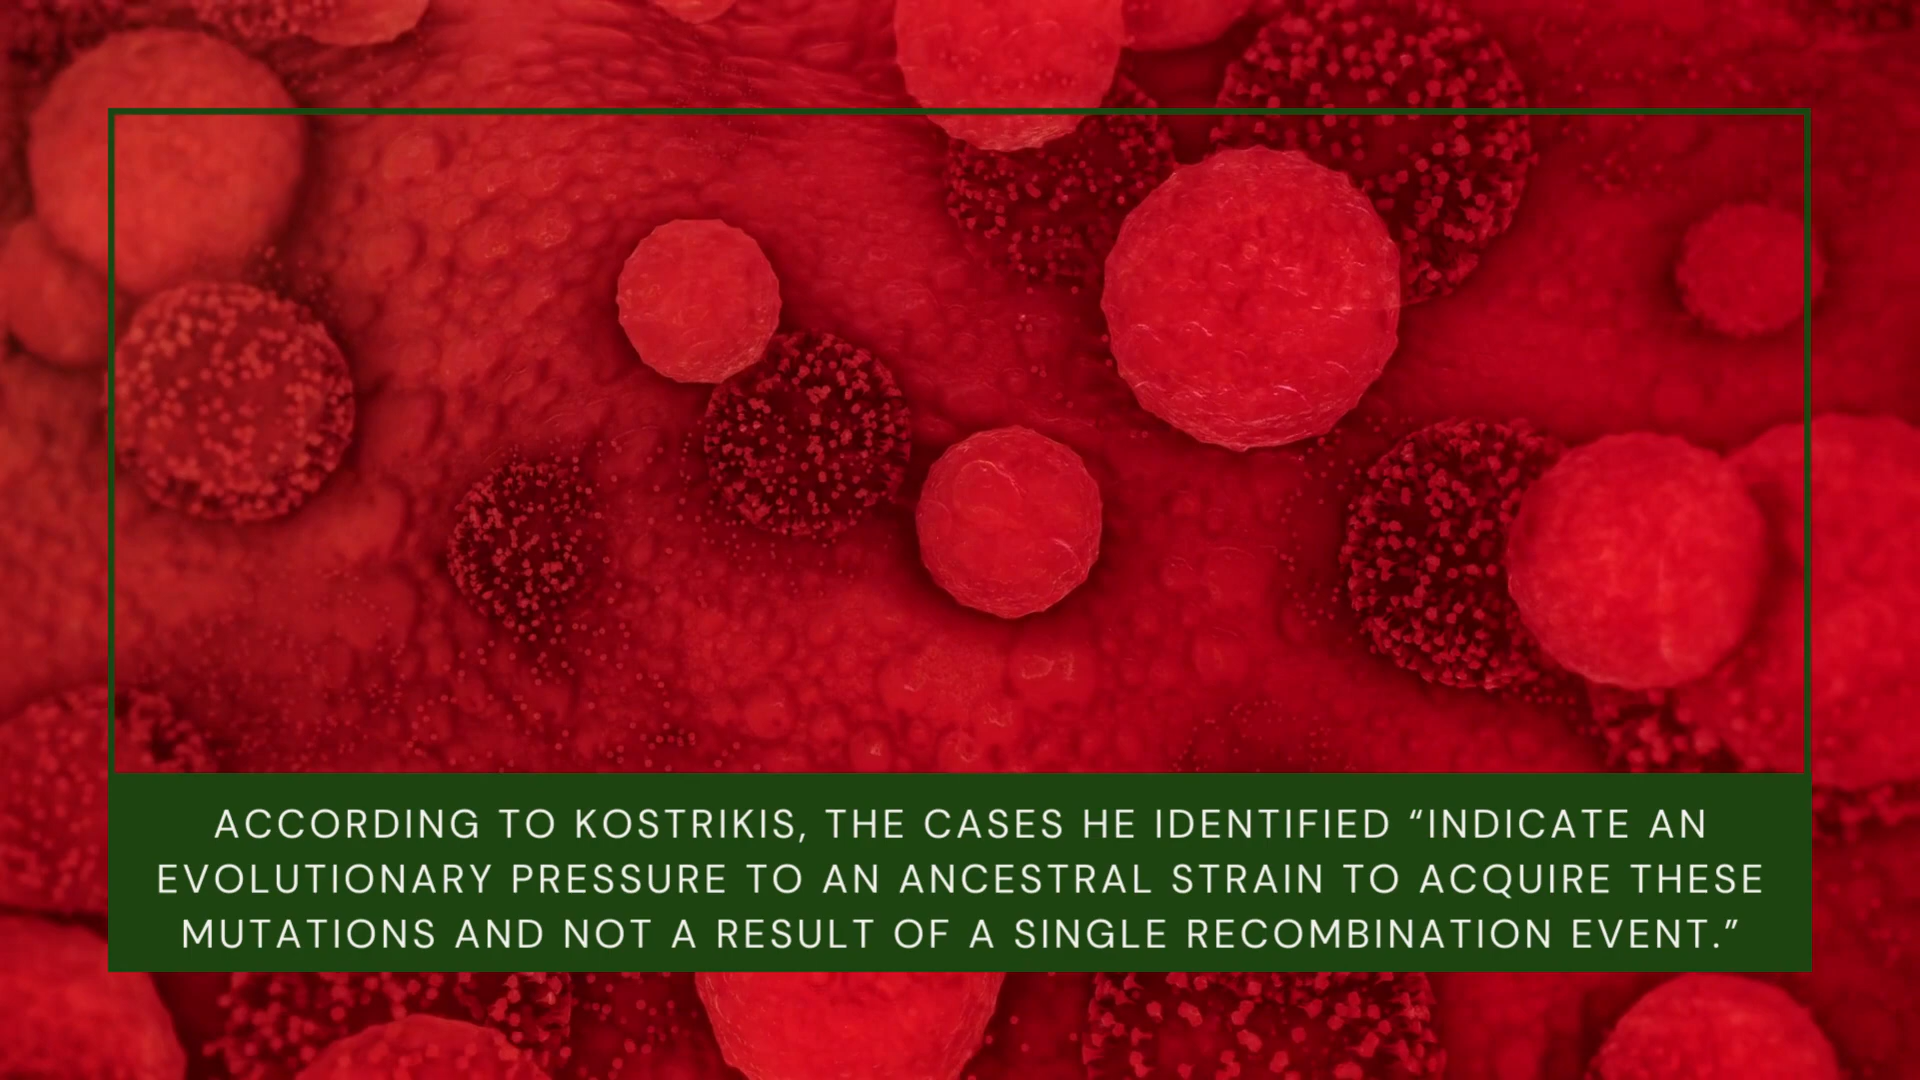 ACCORDING TO KOSTRIKIS, THE CASES HE IDENTIFIED “INDICATE AN
EVOLUTIONARY PRESSURE TO AN ANCESTRAL STRAIN TO ACQUIRE THESE
MUTATIONS AND NOT A RESULT OF A SINGLE RECOMBINATION EVENT.”